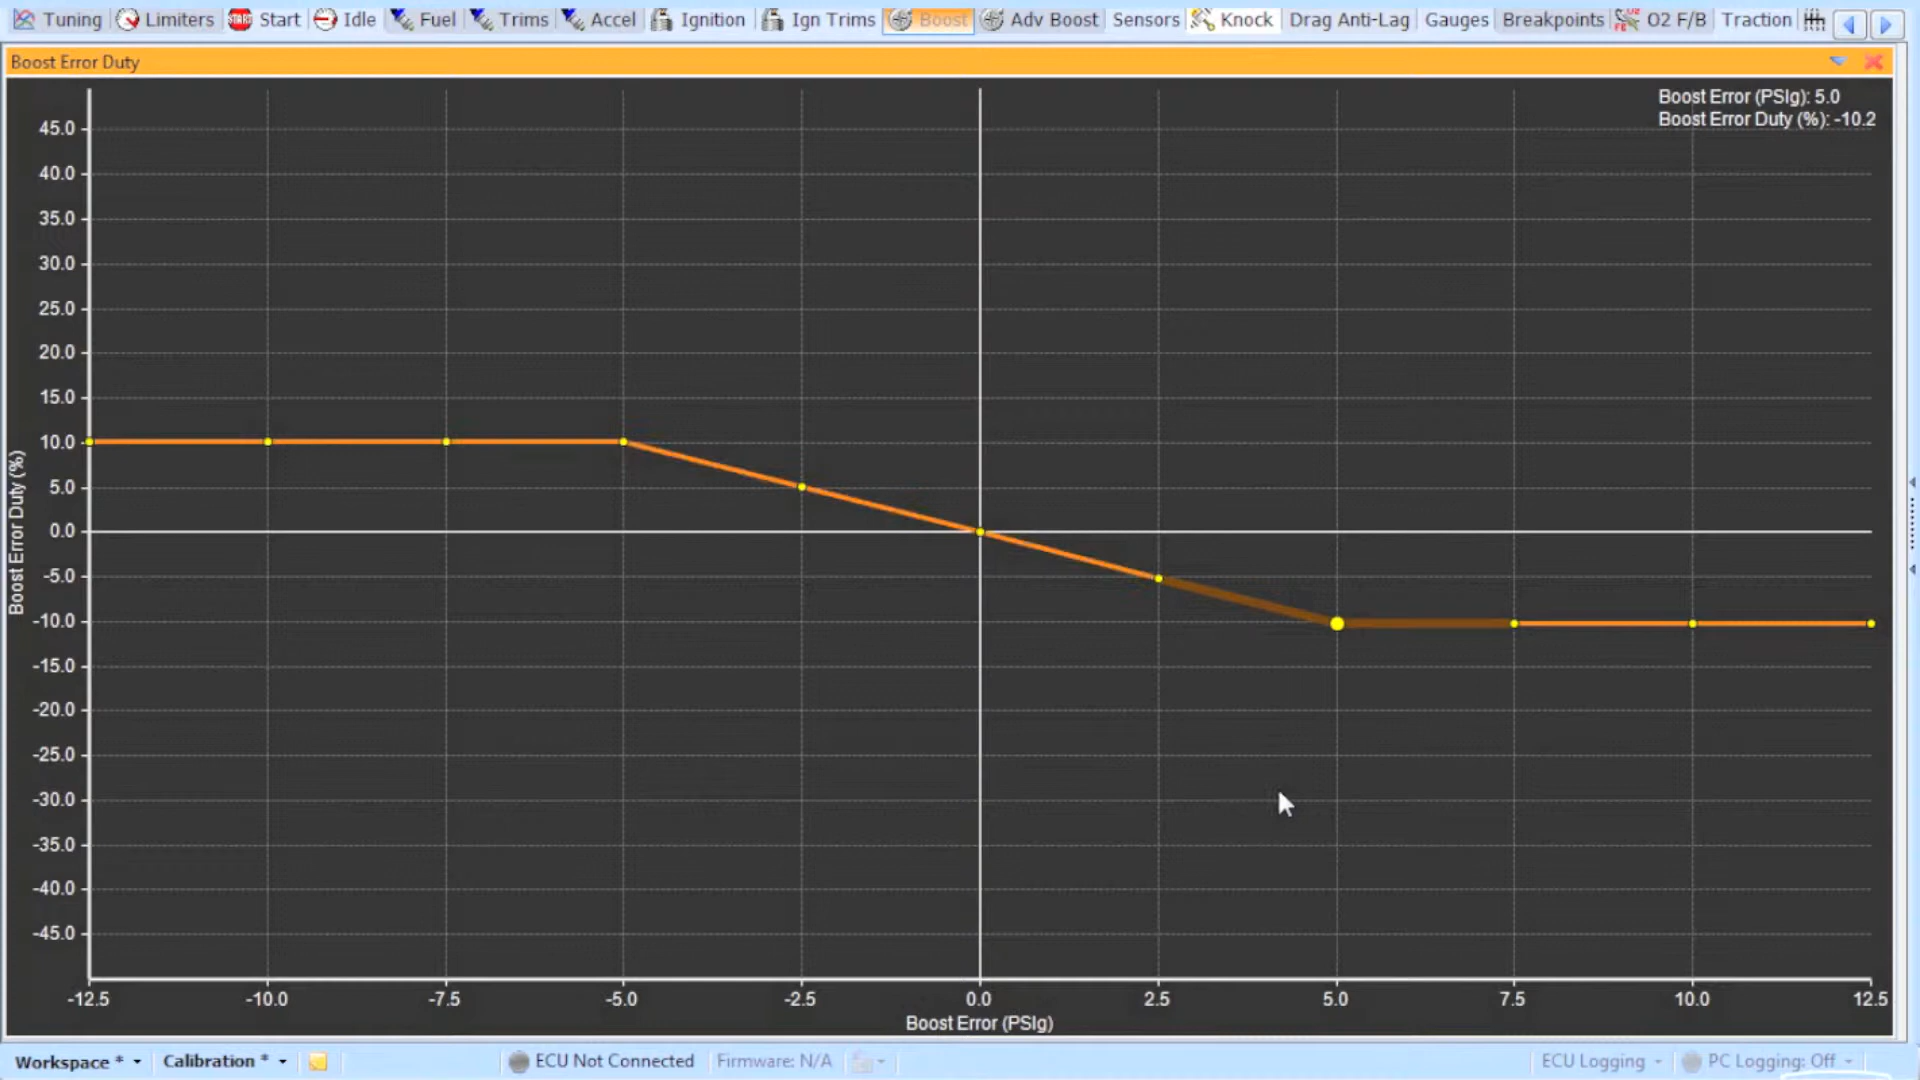 Tuning Limiters Start Idle Fuel Trims Accel Ignition Ign Trims Boost Adv Boost Sensors Knock Drag Anti-Lag Gauges Breakpoints O2 F/B Traction
Boost Error Duty
Boost Error (PSIg): 5.0
Boost Error Duty (%): -10.2
45.0
40.0
35.0
30.0
25.0
20.0
15.0
10.0
5.0
0.0
-5.0
-10.0
-15.0
-20.0
-25.0
-30.0
-35.0
-40.0
-45.0
Boost Error Duty (%)
-12.5 -10.0 -7.5 -5.0 -2.5 0.0 2.5 5.0 7.5 10.0 12.5
Boost Error (PSIg)
Workspace * Calibration * ECU Not Connected Firmware: N/A ECU Logging PC Logging: Off